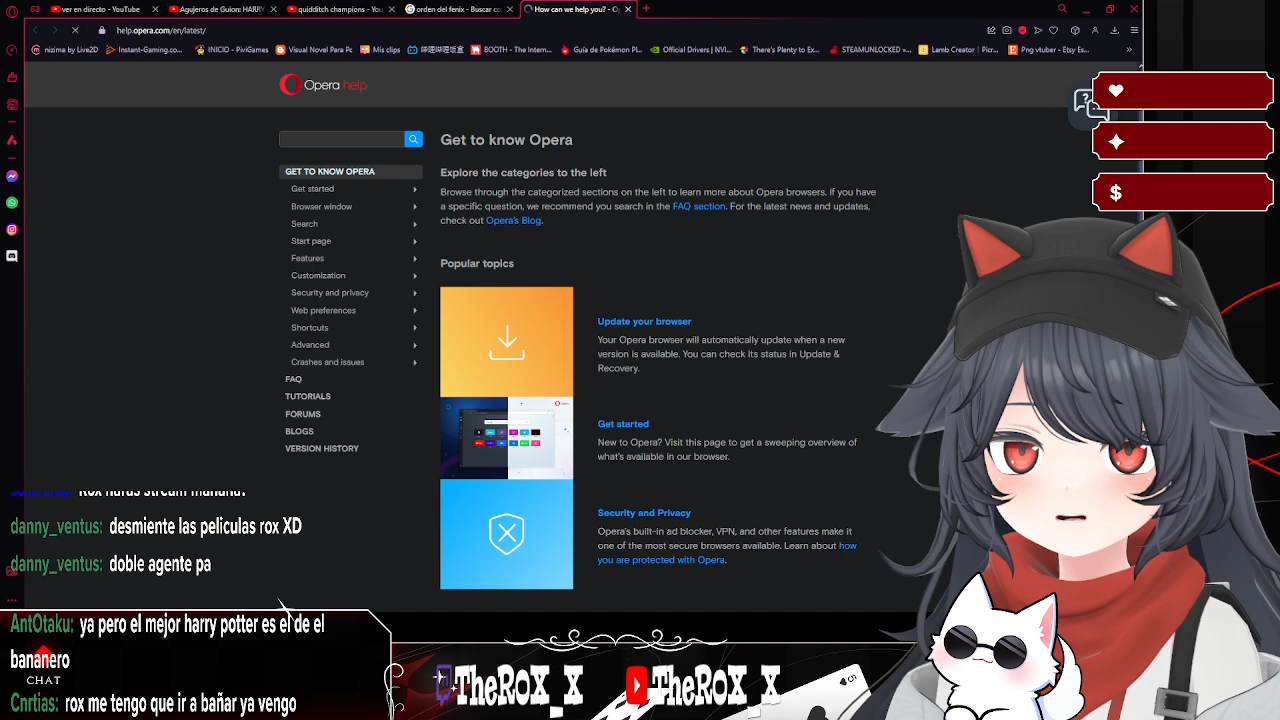 ver en directo - YouTube
Agujeros de Guion: HARRY
quidditch champions - You
orden del fenix - Buscar co
How can we help you? - O
help.opera.com/en/latest/
nizima by Live2D
Instant-Gaming.co...
INICIO - PiviGames
Visual Novel Para Pc
Mis clips
哔哩哔哩饭盒
BOOTH - The Intern...
Guía de Pokémon Pl...
Official Drivers | NVI...
There's Plenty to Ex...
STEAMUNLOCKED »...
Lamb Creator | Picr...
Png vtuber - Etsy Es...
Opera help
GET TO KNOW OPERA
Get started
Browser window
Search
Start page
Features
Customization
Security and privacy
Web preferences
Shortcuts
Advanced
Crashes and issues
FAQ
TUTORIALS
FORUMS
BLOGS
VERSION HISTORY
Get to know Opera
Explore the categories to the left
Browse through the categorized sections on the left to learn more about Opera browsers. If you have
a specific question, we recommend you search in the FAQ section. For the latest news and updates,
check out Opera's Blog.
Popular topics
Update your browser
Your Opera browser will automatically update when a new
version is available. You can check its status in Update &
Recovery.
Get started
New to Opera? Visit this page to get a sweeping overview of
what's available in our browser.
Security and Privacy
Opera's built-in ad blocker, VPN, and other features make it
one of the most secure browsers available. Learn about how
you are protected with Opera.
$
rox harás stream mañana?
danny_ventus: desmiente las peliculas rox XD
danny_ventus: doble agente pa
AntOtaku: ya pero el mejor harry potter es el de el
bananero
CHAT
Cnrtias: rox me tengo que ir a bañar ya vengo
TheROX_X
TheROX_X
5